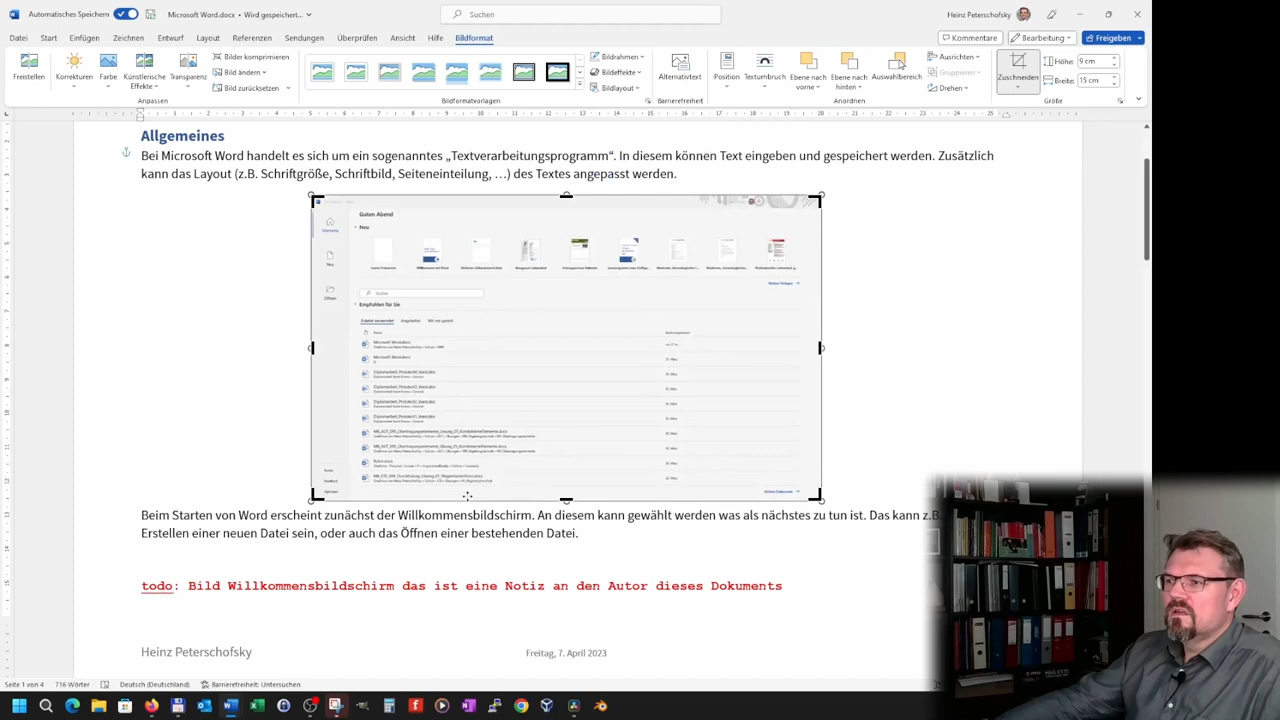 Automatisches Speichern
Microsoft Word.docx • Wird gespeichert...
Suchen
Heinz Peterschofsky
Datei Start Einfügen Zeichnen Entwurf Layout Referenzen Sendungen Überprüfen Ansicht Hilfe Bildformat
Kommentare Bearbeitung Freigeben
Freistellen
Korrekturen
Farbe
Künstlerische Effekte
Transparenz
Bilder komprimieren
Bild ändern
Bild zurücksetzen
Anpassen
Bildformatvorlagen
Bildrahmen
Bildeffekte
Bildlayout
Alternativtext
Barrierefreiheit
Position
Textumbruch
Ebene nach vorne
Ebene nach hinten
Auswahlbereich
Ausrichten
Gruppieren
Drehen
Anordnen
Zuschneiden
Höhe: 9 cm
Breite: 15 cm
Größe
Allgemeines
Bei Microsoft Word handelt es sich um ein sogenanntes „Textverarbeitungsprogramm“. In diesem können Text eingeben und gespeichert werden. Zusätzlich
kann das Layout (z.B. Schriftgröße, Schriftbild, Seiteneinteilung, …) des Textes angepasst werden.
Guten Abend
Neu
Suchen
Empfohlen für Sie
Beim Starten von Word erscheint zunächst der Willkommensbildschirm. An diesem kann gewählt werden was als nächstes zu tun ist. Das kann z.B.
Erstellen einer neuen Datei sein, oder auch das Öffnen einer bestehenden Datei.
todo: Bild Willkommensbildschirm das ist eine Notiz an den Autor dieses Dokuments
Heinz Peterschofsky
Freitag, 7. April 2023
Seite 1 von 4 716 Wörter Deutsch (Deutschland) Barrierefreiheit: Untersuchen